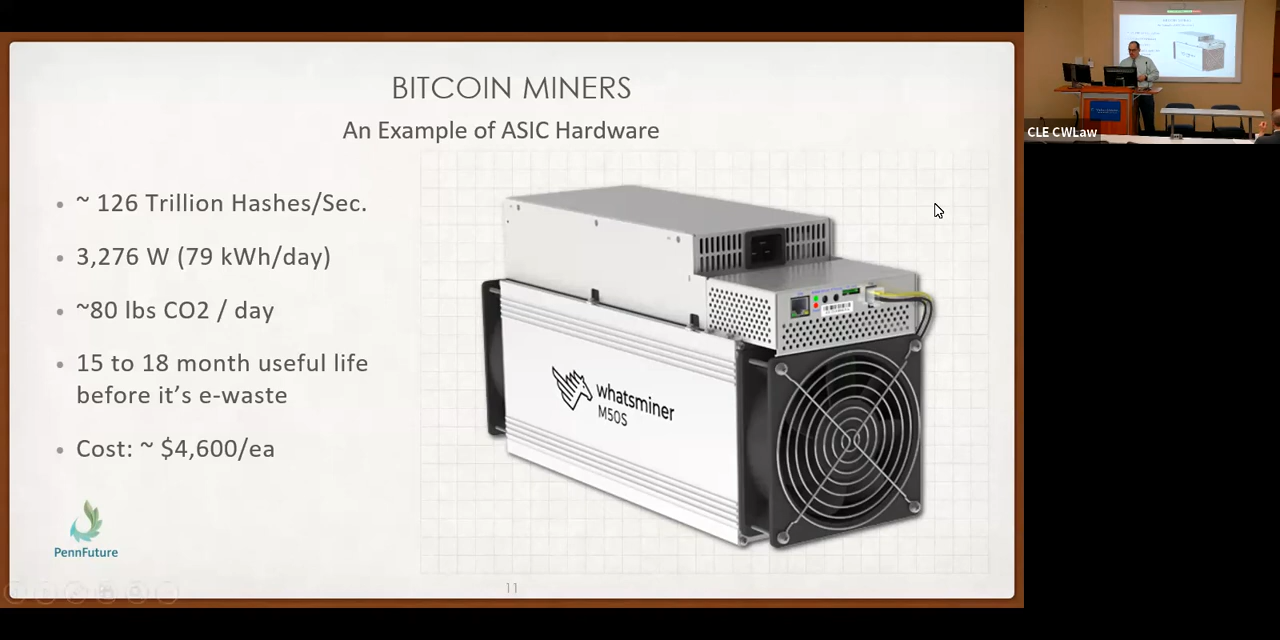 BITCOIN MINERS
An Example of ASIC Hardware
• ~ 126 Trillion Hashes/Sec.
• 3,276 W (79 kWh/day)
• ~80 lbs CO2 / day
• 15 to 18 month useful life
before it's e-waste
• Cost: ~ $4,600/ea
whatsminer
M50S
PennFuture
11
CLE CWLaw